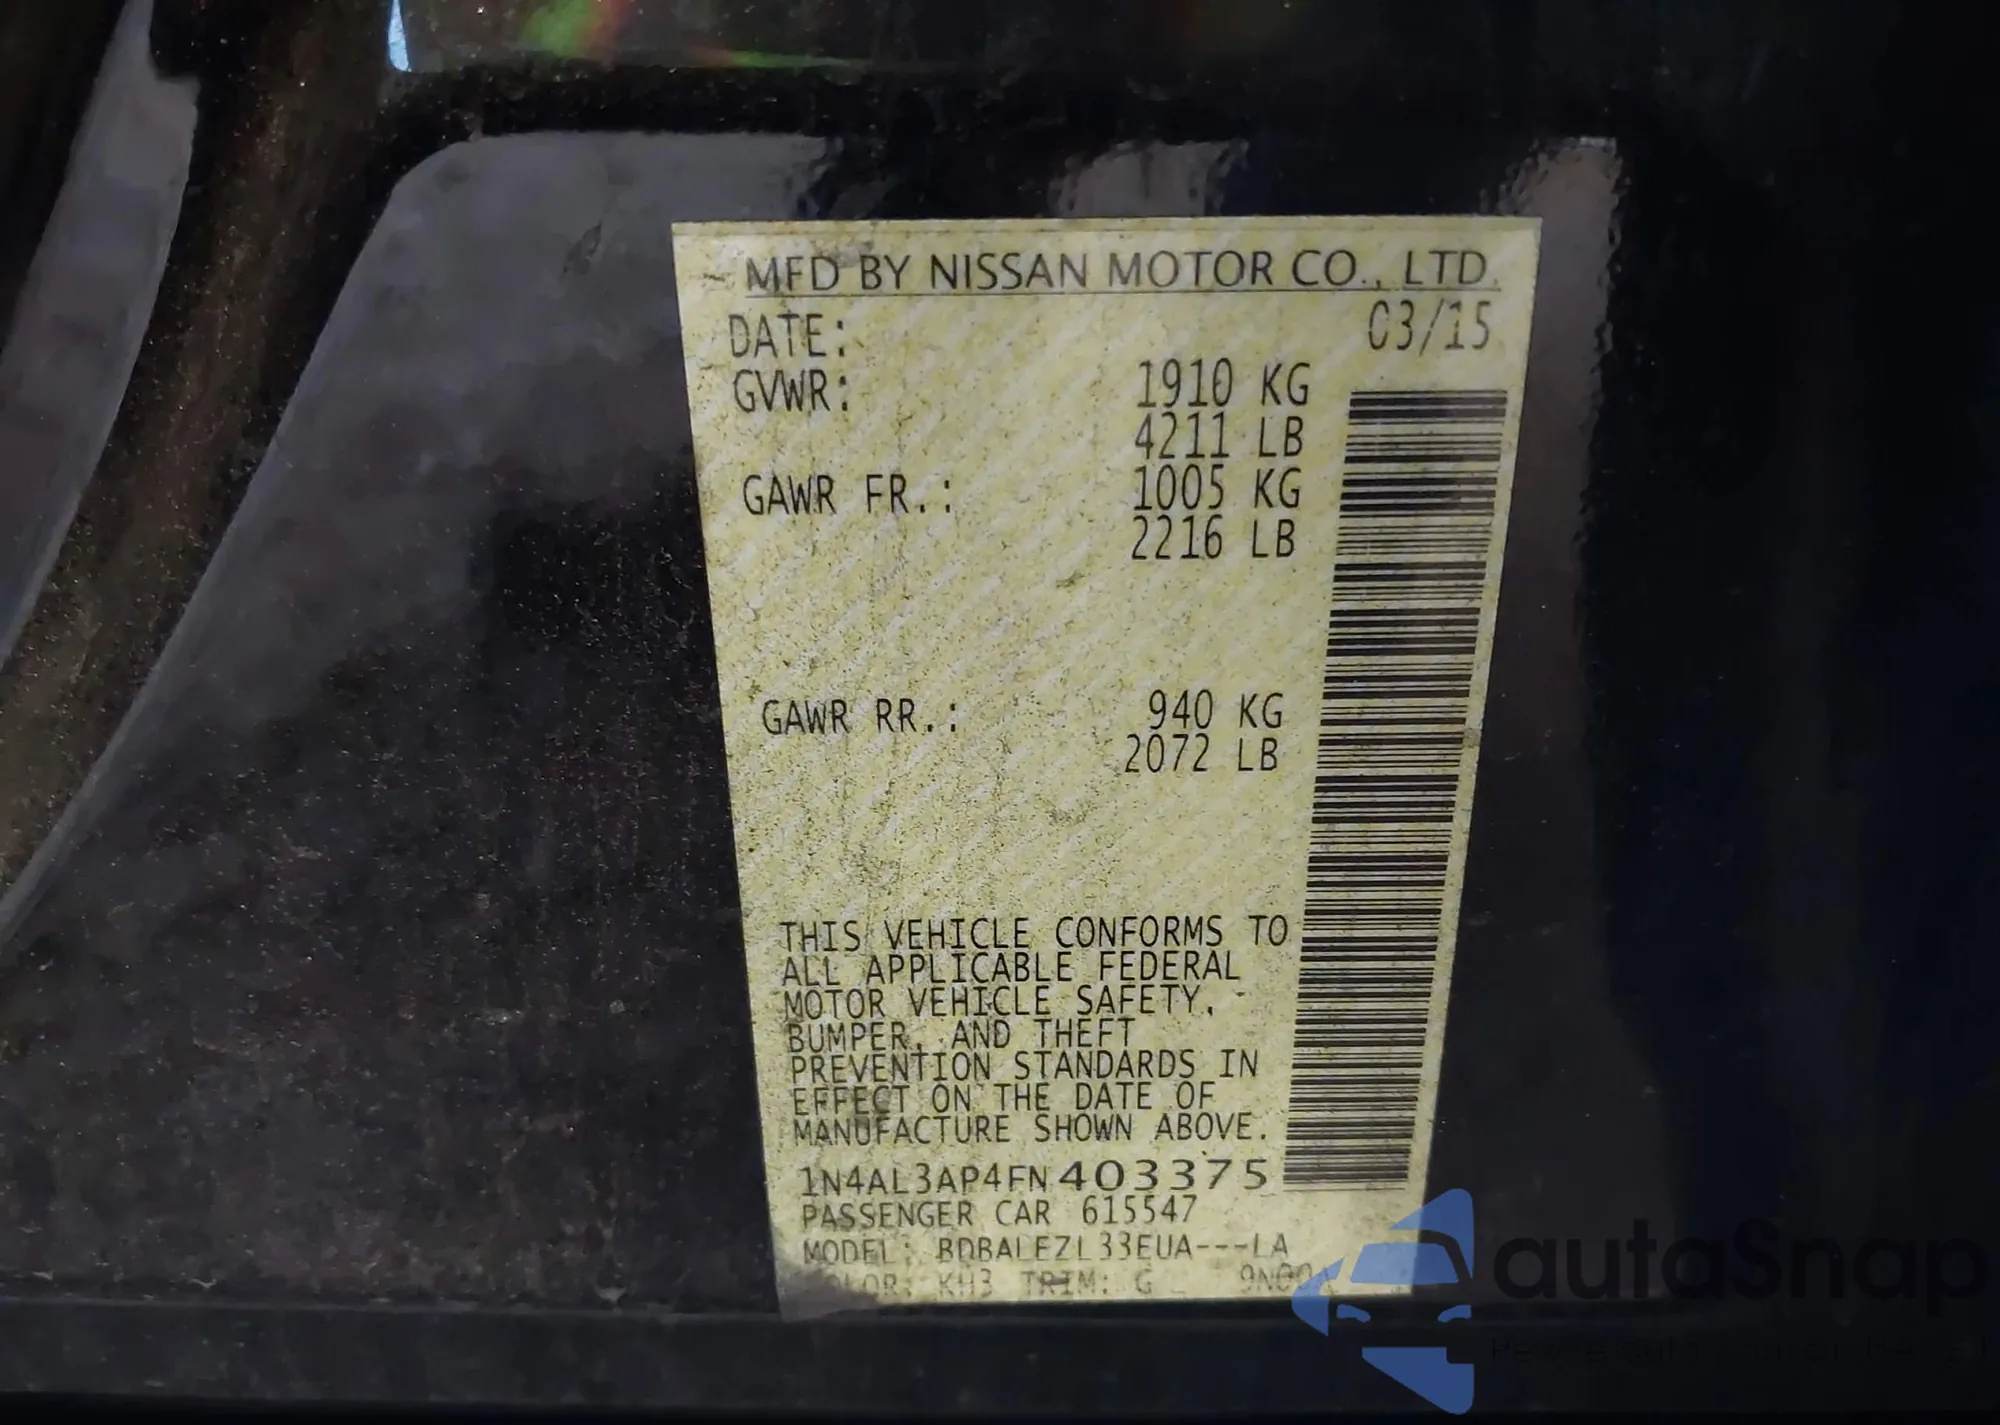 MFD BY NISSAN MOTOR CO., LTD.
DATE: 03/15
GVWR: 1910 KG
4211 LB
GAWR FR.: 1005 KG
2216 LB
GAWR RR.: 940 KG
2072 LB
THIS VEHICLE CONFORMS TO
ALL APPLICABLE FEDERAL
MOTOR VEHICLE SAFETY,
BUMPER, AND THEFT
PREVENTION STANDARDS IN
EFFECT ON THE DATE OF
MANUFACTURE SHOWN ABOVE.
1N4AL3AP4FN403375
PASSENGER CAR 615547
MODEL: BDBALEZL33EUA---LA
KH3 TRIM: G
autaSnap